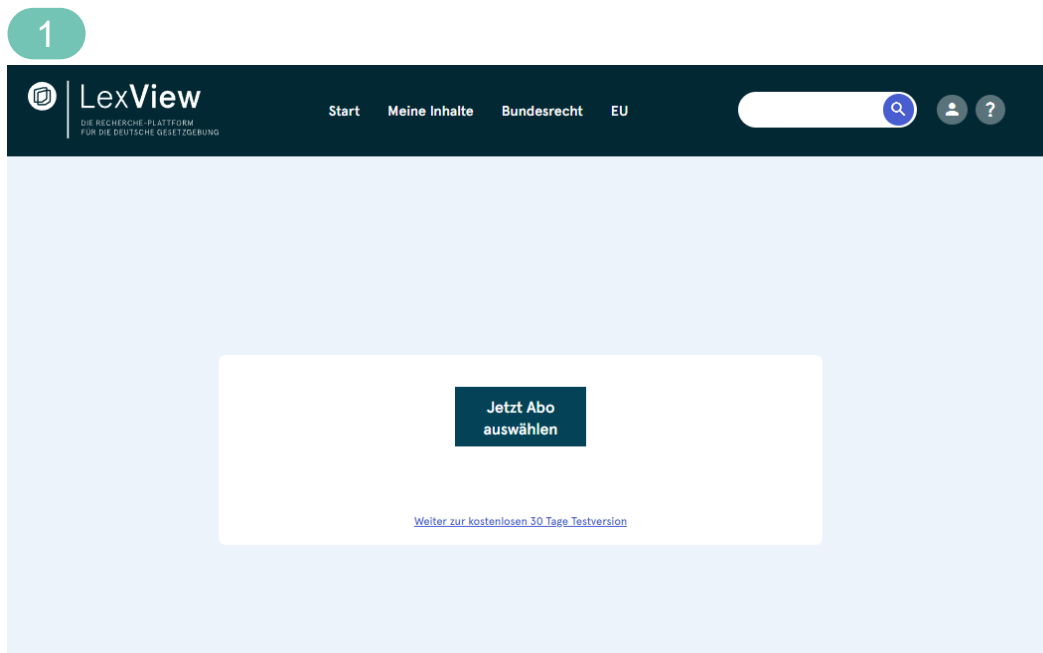 1
LexView
DIE RECHERCHE-PLATTFORM
FÜR DIE DEUTSCHE GESETZGEBUNG
Start Meine Inhalte Bundesrecht EU
?
Jetzt Abo
auswählen
Weiter zur kostenlosen 30 Tage Testversion